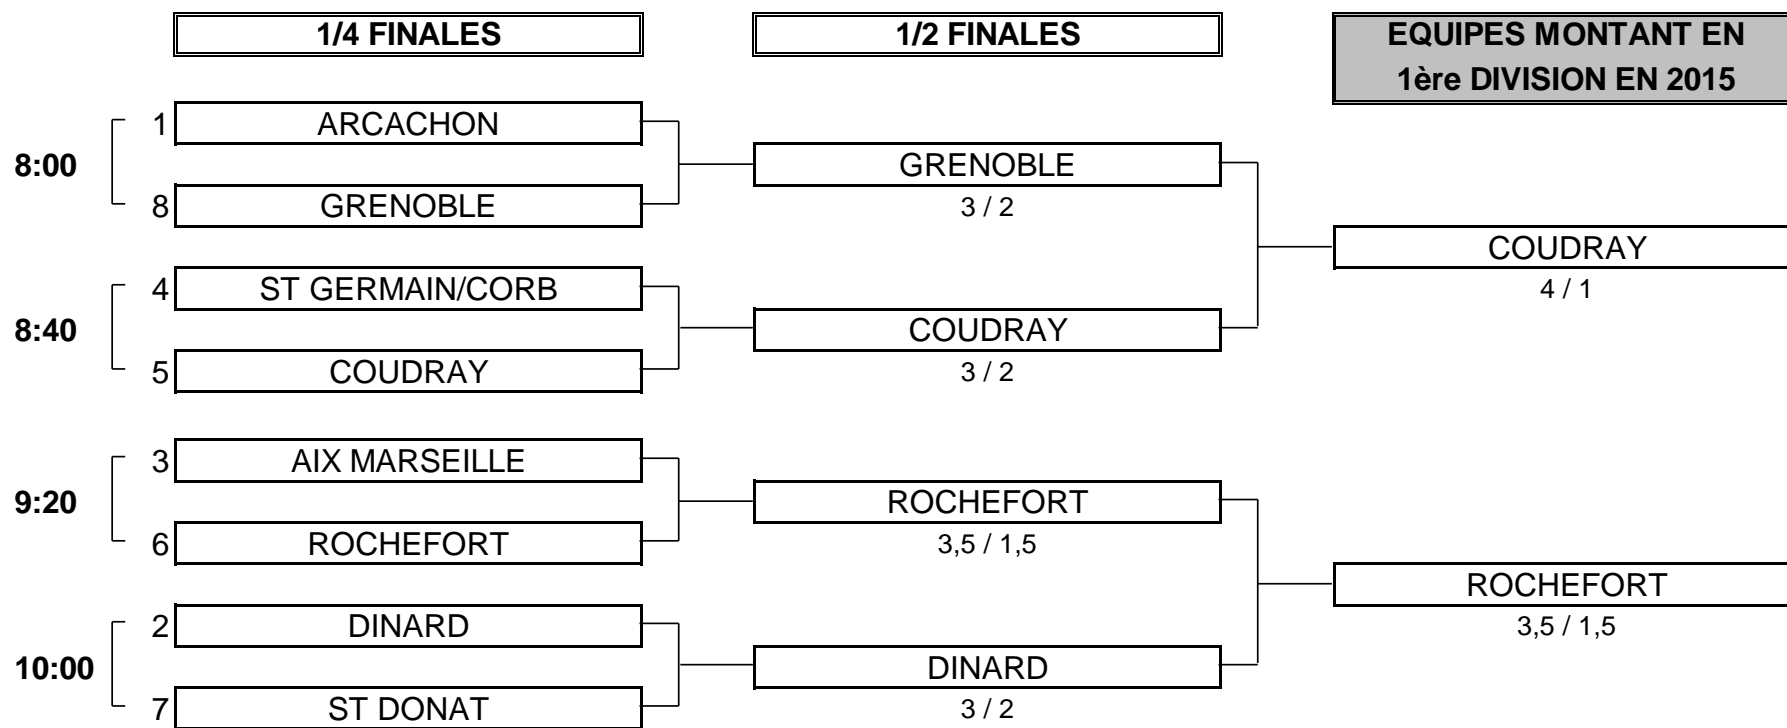 1/4 FINALES
1/2 FINALES
EQUIPES MONTANT EN
1ère DIVISION EN 2015
1 ARCACHON
8:00
GRENOBLE
8 GRENOBLE
3 / 2
COUDRAY
4 ST GERMAIN/CORB
4 / 1
8:40
COUDRAY
5 COUDRAY
3 / 2
3 AIX MARSEILLE
9:20
ROCHEFORT
6 ROCHEFORT
3,5 / 1,5
ROCHEFORT
2 DINARD
3,5 / 1,5
10:00
DINARD
7 ST DONAT
3 / 2